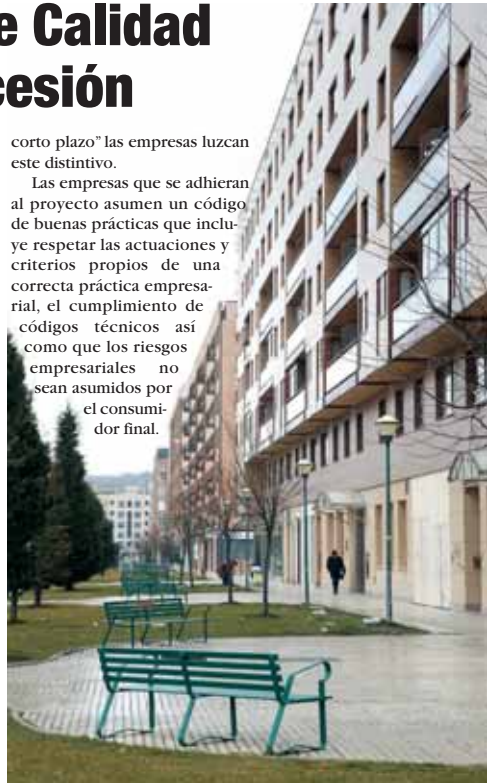 e Calidad
cesión
corto plazo” las empresas luzcan
este distintivo.
Las empresas que se adhieran
al proyecto asumen un código
de buenas prácticas que inclu-
ye respetar las actuaciones y
criterios propios de una
correcta práctica empresa-
rial, el cumplimiento de
códigos técnicos así
como que los riesgos
empresariales no
sean asumidos por
el consumi-
dor final.